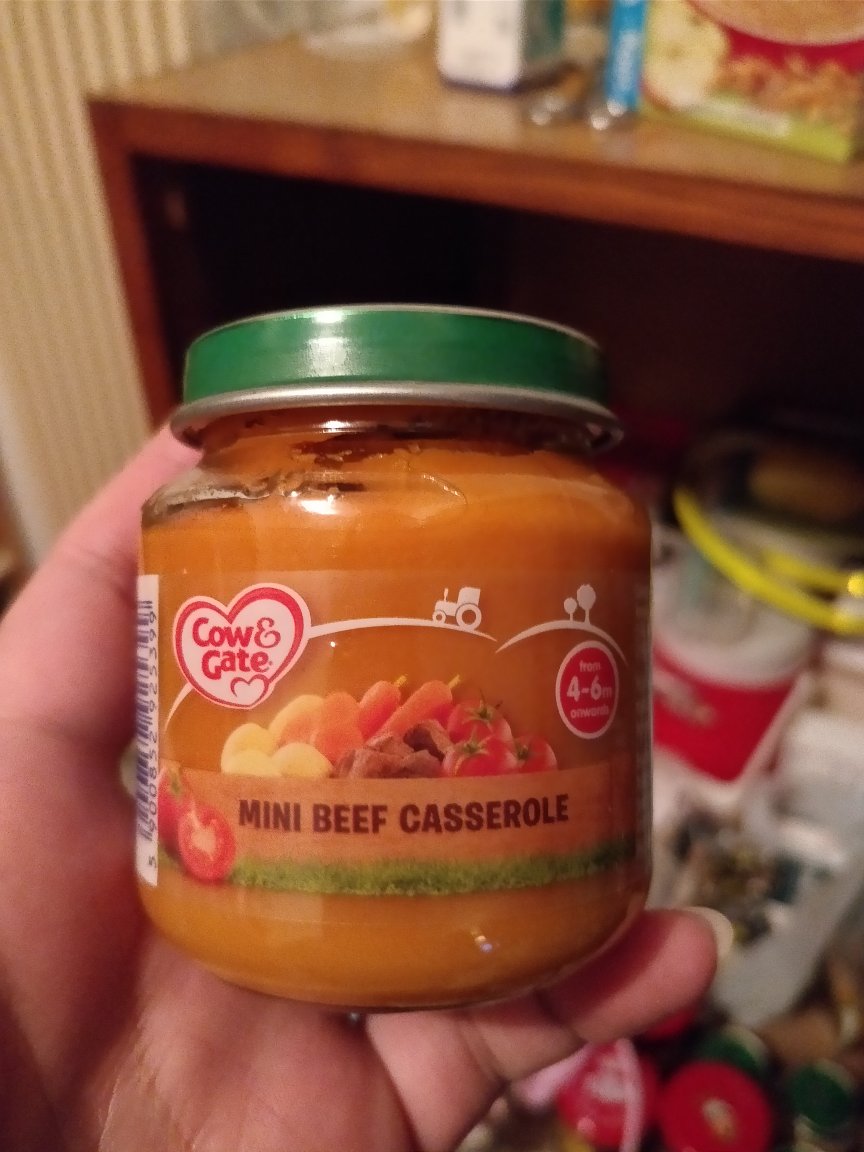 Cow&
Gate
from
4-6m
onwards
MINI BEEF CASSEROLE